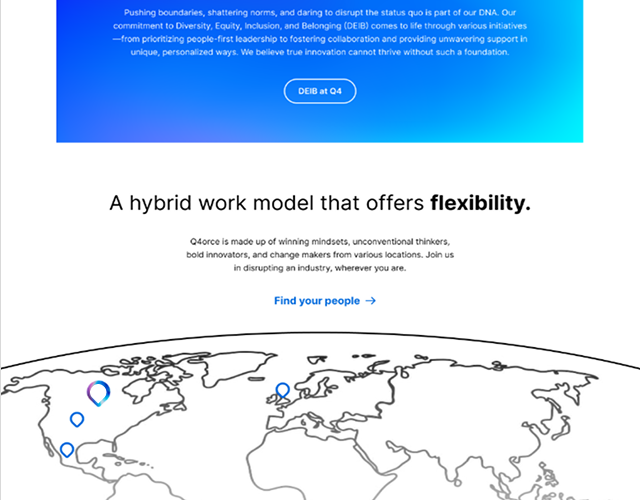 Pushing boundaries, shattering norms, and daring to disrupt the status quo is part of our DNA. Our
commitment to Diversity, Equity, Inclusion, and Belonging (DEIB) comes to life through various initiatives
—from prioritizing people-first leadership to fostering collaboration and providing unwavering support in
unique, personalized ways. We believe true innovation cannot thrive without such a foundation.
DEIB at Q4
A hybrid work model that offers flexibility.
Q4orce is made up of winning mindsets, unconventional thinkers,
bold innovators, and change makers from various locations. Join us
in disrupting an industry, wherever you are.
Find your people →